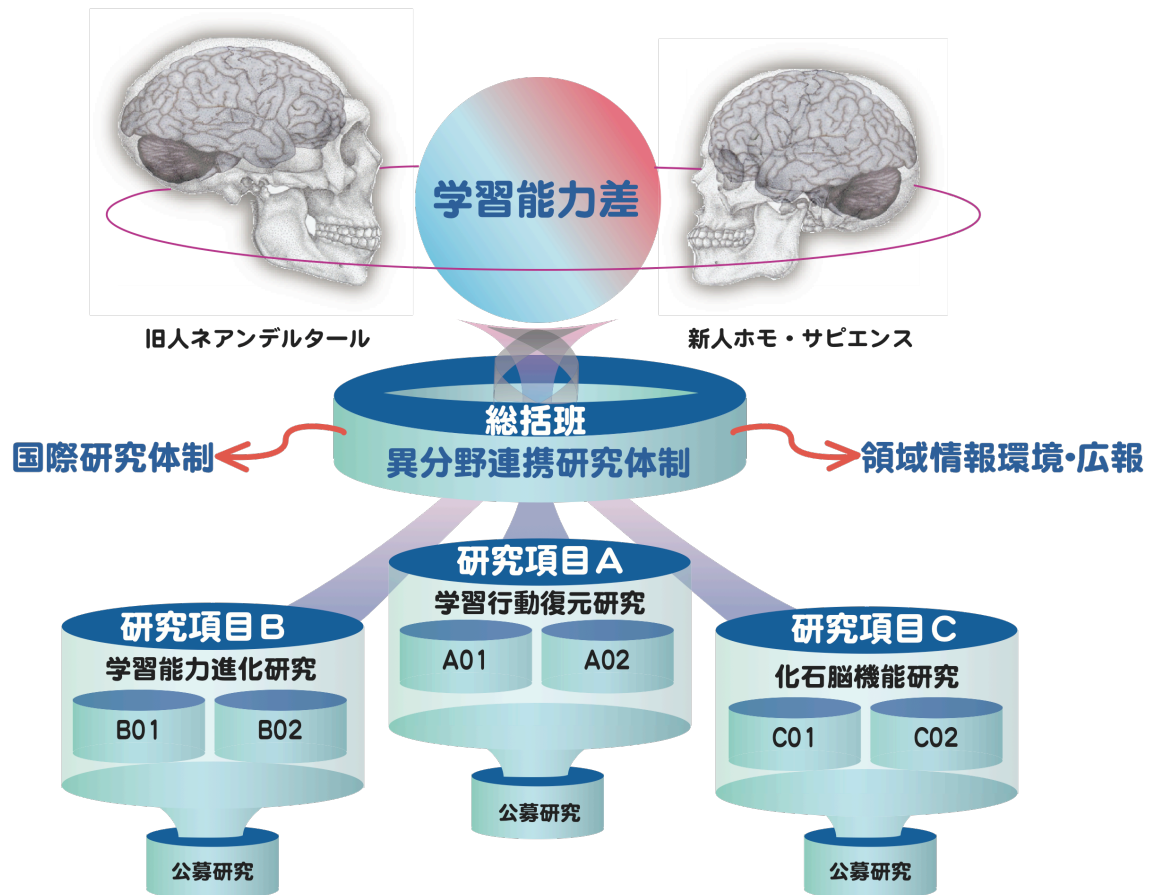 学習能力差
旧人ネアンデルタール
新人ホモ・サピエンス
総括班
異分野連携研究体制
国際研究体制
領域情報環境・広報
研究項目A
学習行動復元研究
A01
A02
公募研究
研究項目B
学習能力進化研究
B01
B02
公募研究
研究項目C
化石脳機能研究
C01
C02
公募研究